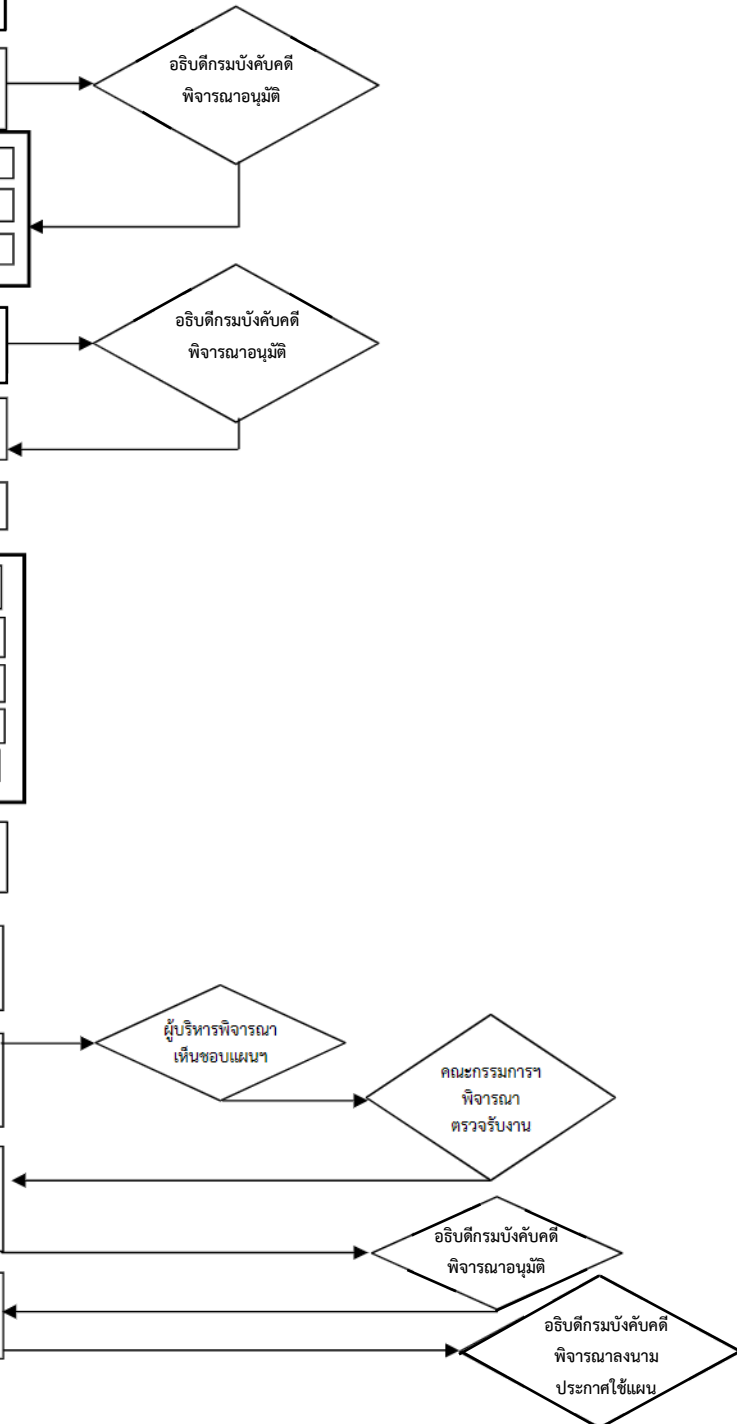 อธิบดีกรมบังคับคดี
พิจารณาอนุมัติ
อธิบดีกรมบังคับคดี
พิจารณาอนุมัติ
ผู้บริหารพิจารณา
เห็นชอบแผนฯ
คณะกรรมการฯ
พิจารณา
ตรวจรับงาน
อธิบดีกรมบังคับคดี
พิจารณาอนุมัติ
อธิบดีกรมบังคับคดี
พิจารณาลงนาม
ประกาศใช้แผน